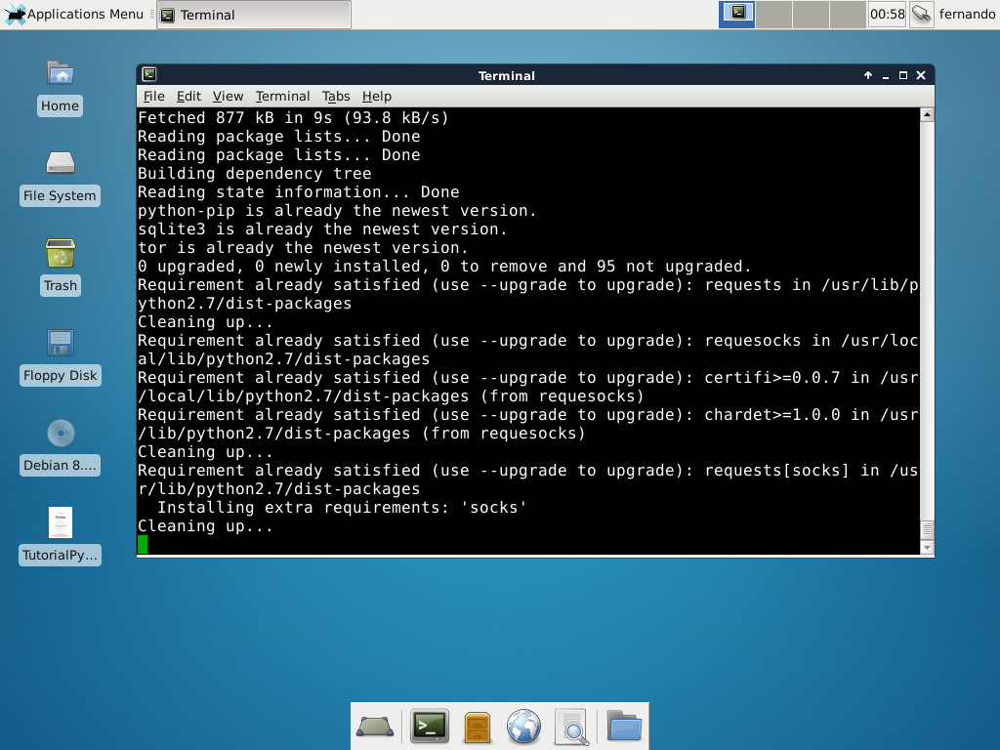 Applications Menu
Terminal
00:58
fernando
Terminal
File Edit View Terminal Tabs Help
Fetched 877 kB in 9s (93.8 kB/s)
Reading package lists... Done
Reading package lists... Done
Building dependency tree
Reading state information... Done
python-pip is already the newest version.
sqlite3 is already the newest version.
tor is already the newest version.
0 upgraded, 0 newly installed, 0 to remove and 95 not upgraded.
Requirement already satisfied (use --upgrade to upgrade): requests in /usr/lib/p
ython2.7/dist-packages
Cleaning up...
Requirement already satisfied (use --upgrade to upgrade): requesocks in /usr/loc
al/lib/python2.7/dist-packages
Requirement already satisfied (use --upgrade to upgrade): certifi>=0.0.7 in /usr
/local/lib/python2.7/dist-packages (from requesocks)
Requirement already satisfied (use --upgrade to upgrade): chardet>=1.0.0 in /usr
/lib/python2.7/dist-packages (from requesocks)
Cleaning up...
Requirement already satisfied (use --upgrade to upgrade): requests[socks] in /us
r/lib/python2.7/dist-packages
  Installing extra requirements: 'socks'
Cleaning up...
Home
File System
Trash
Floppy Disk
Debian 8....
TutorialPy...